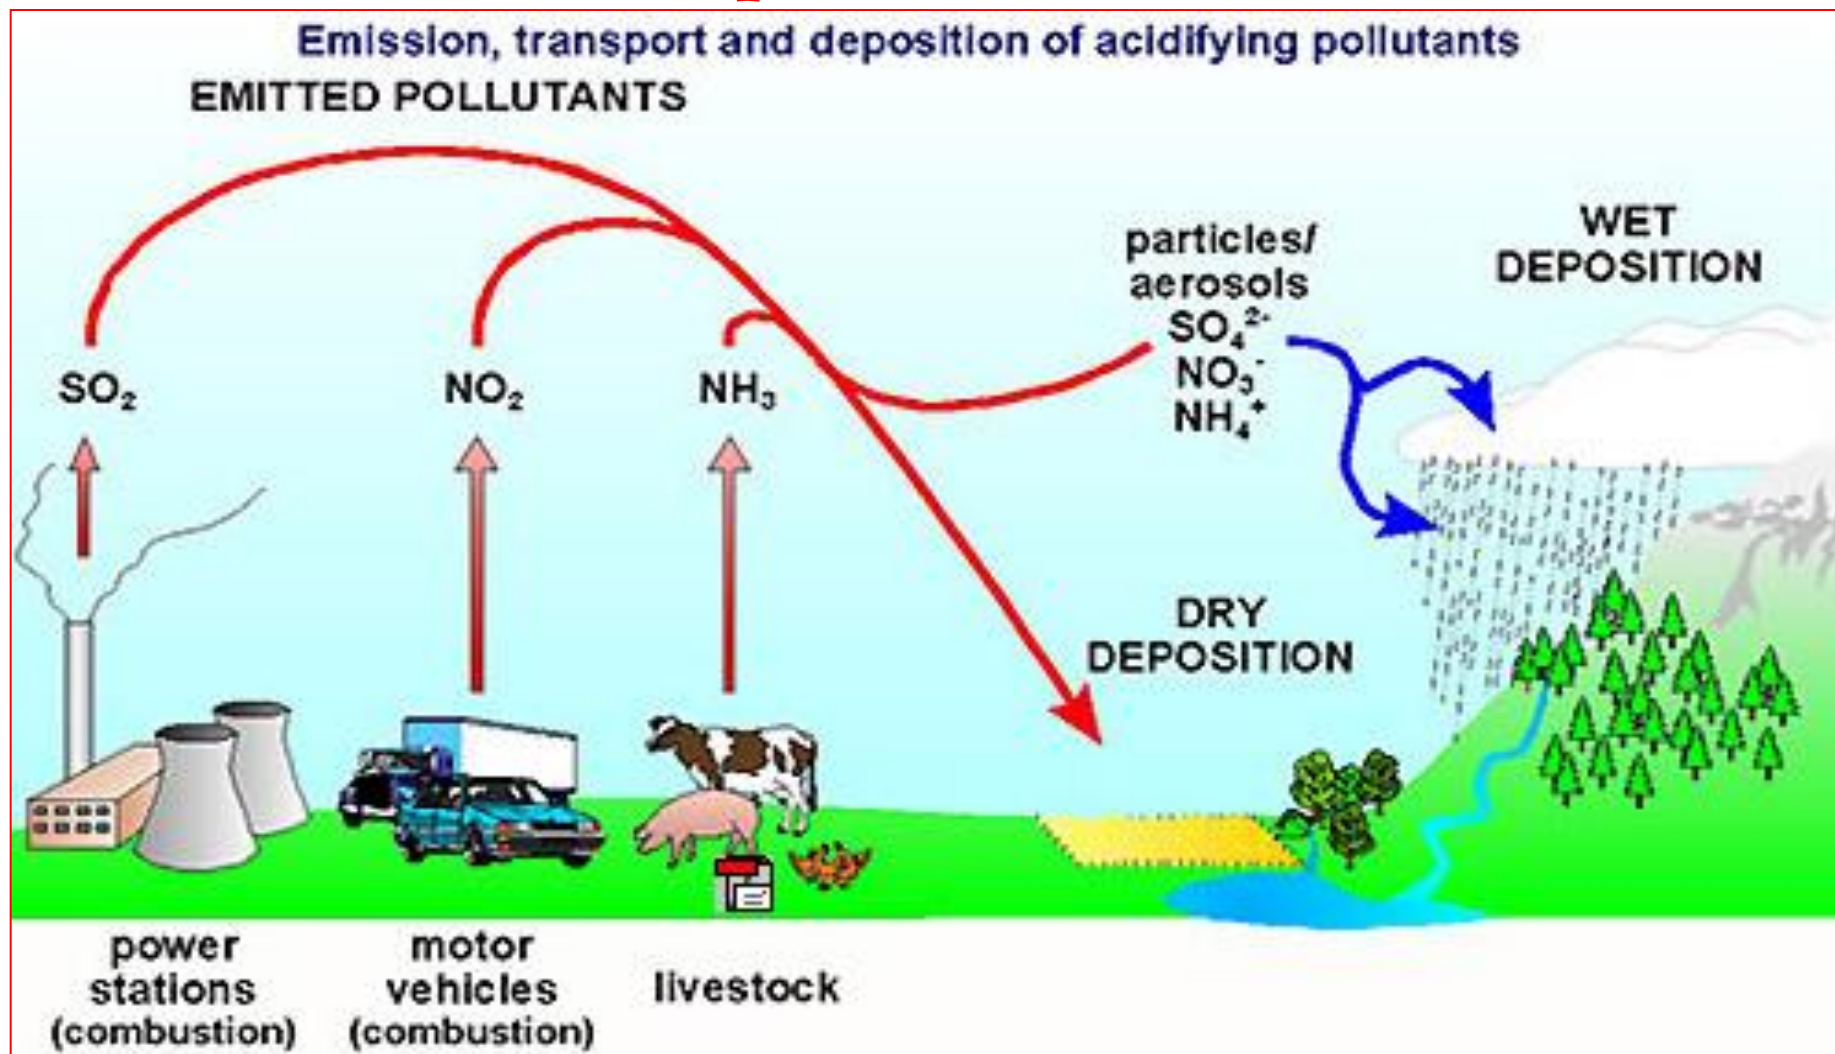 Emission, transport and deposition of acidifying pollutants
EMITTED POLLUTANTS
WET
DEPOSITION
particles/
aerosols
SO₄²⁻
NO₃⁻
NH₄⁺
SO₂
NO₂
NH₃
DRY
DEPOSITION
power
stations
(combustion)
motor
vehicles
(combustion)
livestock